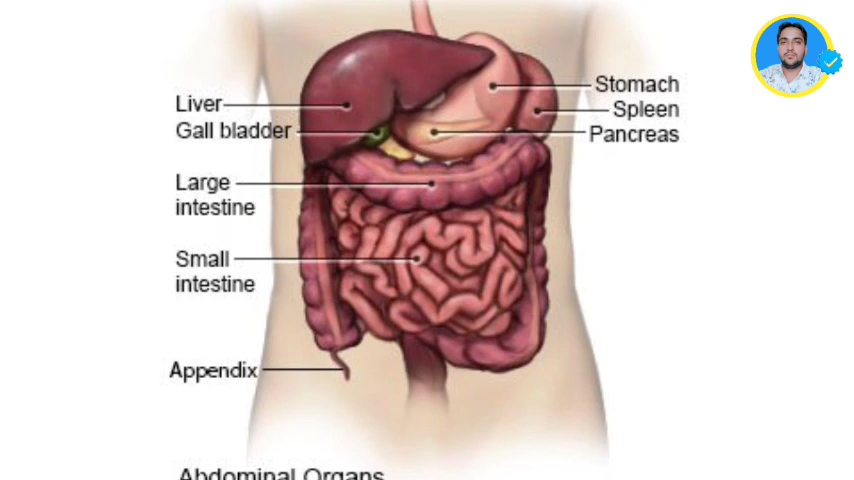 Stomach
Liver
Spleen
Gall bladder
Pancreas
Large
intestine
Small
intestine
Appendix
Abdominal Organs